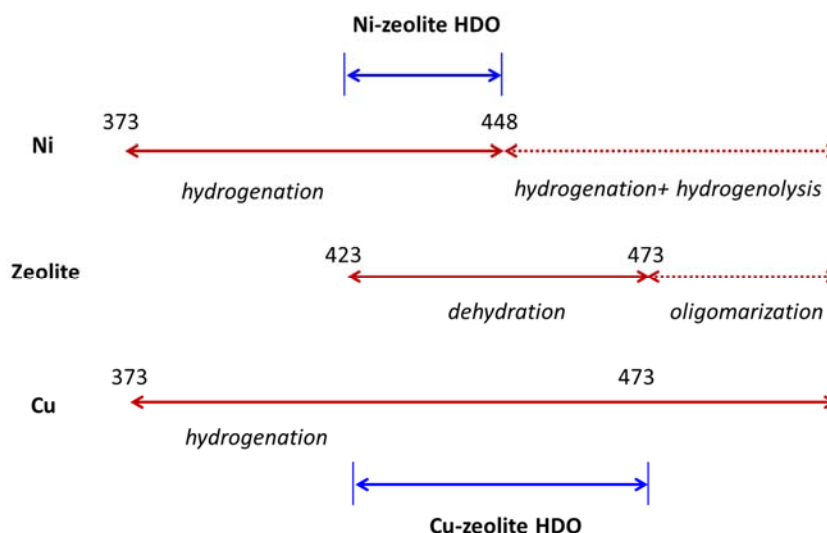 Ni-zeolite HDO
373 448
Ni
hydrogenation hydrogenation+ hydrogenolysis
423 473
Zeolite
dehydration oligomarization
373 473
Cu
hydrogenation
Cu-zeolite HDO